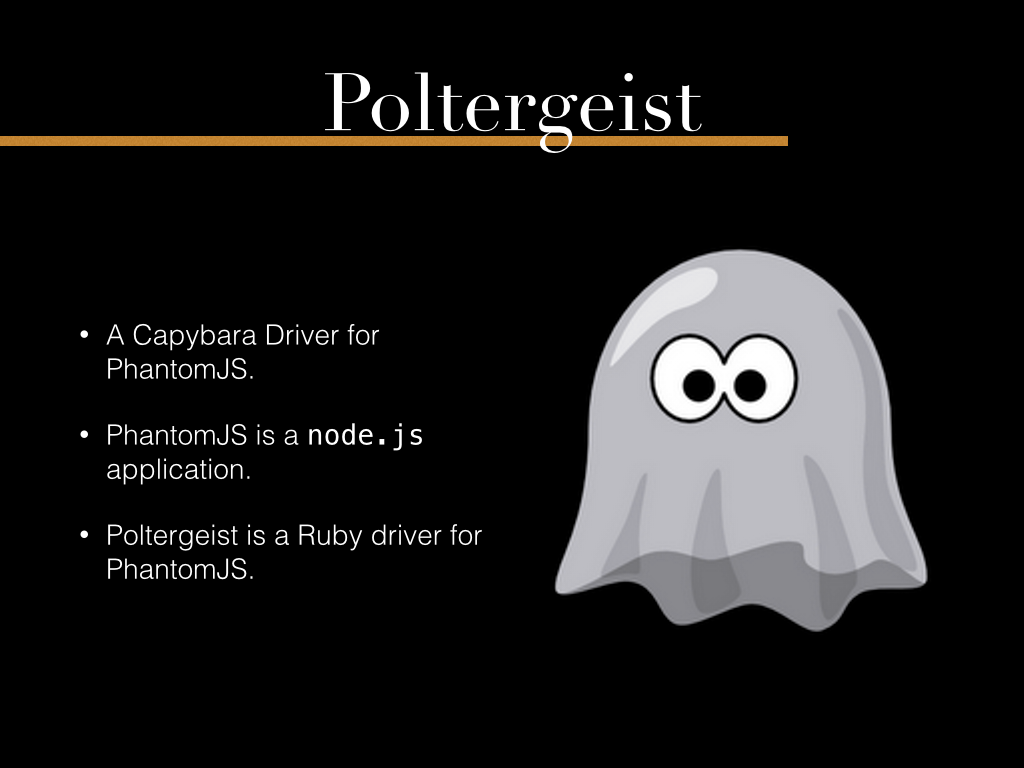 Poltergeist
• A Capybara Driver for
PhantomJS.
• PhantomJS is a node.js
application.
• Poltergeist is a Ruby driver for
PhantomJS.